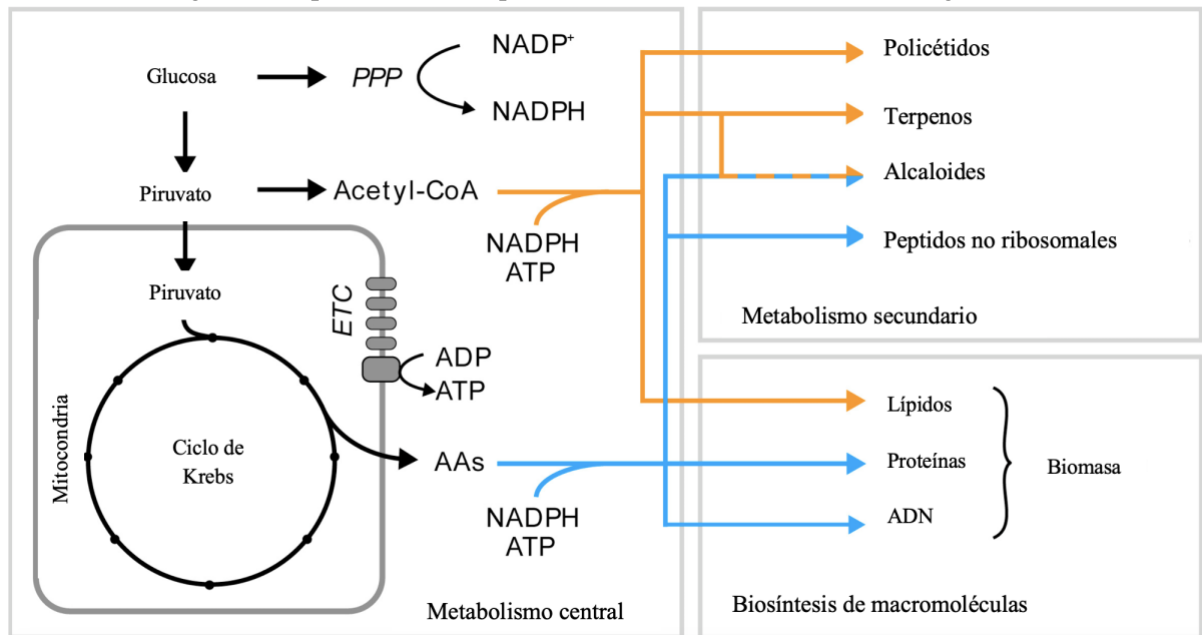 Glucosa
PPP
NADP+
NADPH
Piruvato
Acetyl-CoA
NADPH
ATP
Piruvato
ETC
ADP
ATP
Mitocondria
Ciclo de
Krebs
AAs
NADPH
ATP
Metabolismo central
Policétidos
Terpenos
Alcaloides
Peptidos no ribosomales
Metabolismo secundario
Lípidos
Proteínas
ADN
Biomasa
Biosíntesis de macromoléculas